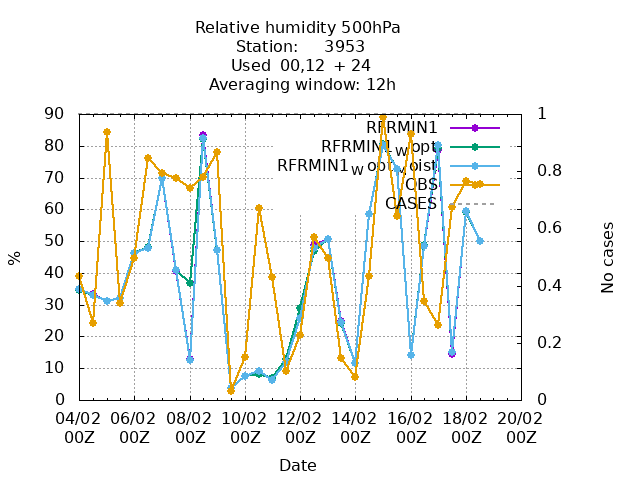 Relative humidity 500hPa
Station: 3953
Used 00,12 + 24
Averaging window: 12h
RFRMIN1
RFRMIN1_Wopt
RFRMIN1_Wopt_Moist
OBS
CASES
90
80
70
60
50
40
30
20
10
0
1
0.8
0.6
0.4
0.2
0
%
No cases
04/02 06/02 08/02 10/02 12/02 14/02 16/02 18/02 20/02
00Z 00Z 00Z 00Z 00Z 00Z 00Z 00Z 00Z
Date